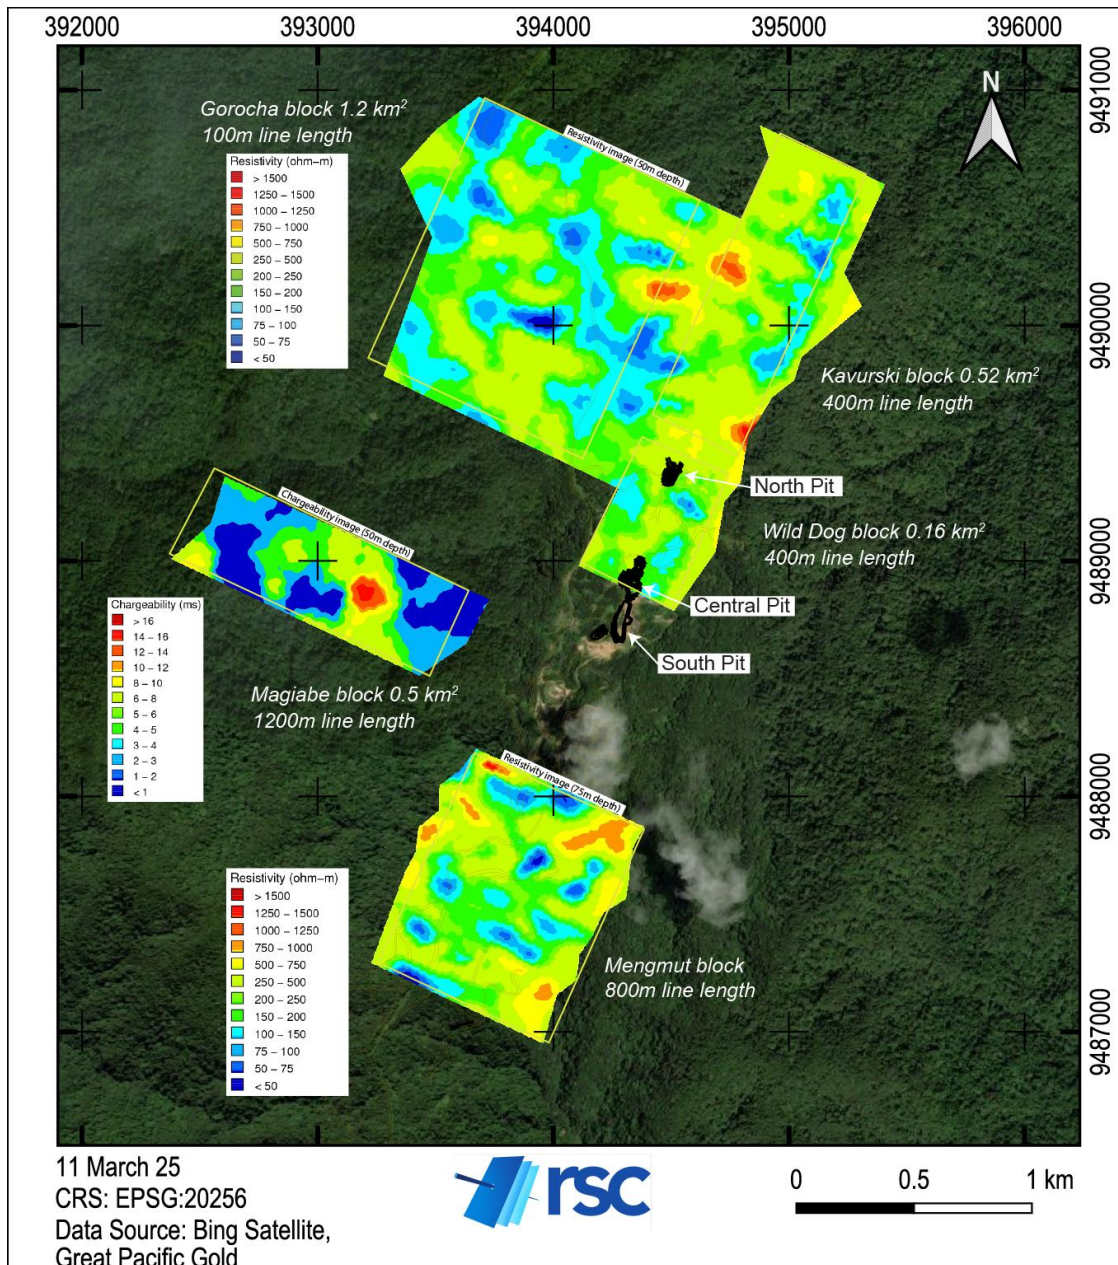 392000 393000 394000 395000 396000
9491000
N
Gorocha block 1.2 km²
100m line length
Resistivity image (50m depth)
Resistivity (ohm-m)
> 1500
1250 - 1500
1000 - 1250
750 - 1000
500 - 750
250 - 500
200 - 250
150 - 200
100 - 150
75 - 100
50 - 75
< 50
9490000
Kavurski block 0.52 km²
400m line length
North Pit
Wild Dog block 0.16 km²
400m line length
Chargeability image (50m depth)
9489000
Central Pit
South Pit
Chargeability (ms)
> 16
14 - 16
12 - 14
10 - 12
8 - 10
6 - 8
5 - 6
4 - 5
3 - 4
2 - 3
1 - 2
< 1
Magiabe block 0.5 km²
1200m line length
Resistivity image (75m depth)
9488000
Resistivity (ohm-m)
> 1500
1250 - 1500
1000 - 1250
750 - 1000
500 - 750
250 - 500
200 - 250
150 - 200
100 - 150
75 - 100
50 - 75
< 50
Mengmut block
800m line length
9487000
11 March 25
CRS: EPSG:20256
Data Source: Bing Satellite,
Great Pacific Gold
rsc
0 0.5 1 km